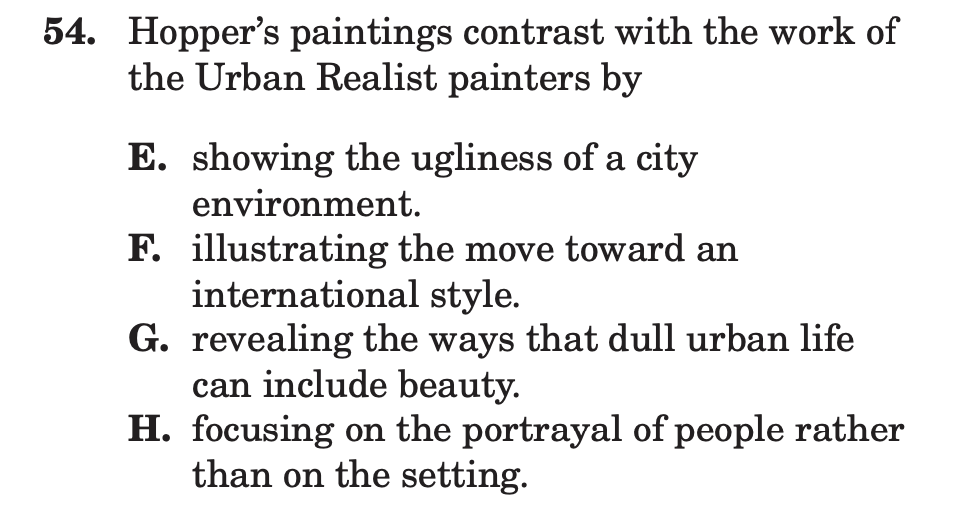 54. Hopper’s paintings contrast with the work of
the Urban Realist painters by
E. showing the ugliness of a city
environment.
F. illustrating the move toward an
international style.
G. revealing the ways that dull urban life
can include beauty.
H. focusing on the portrayal of people rather
than on the setting.